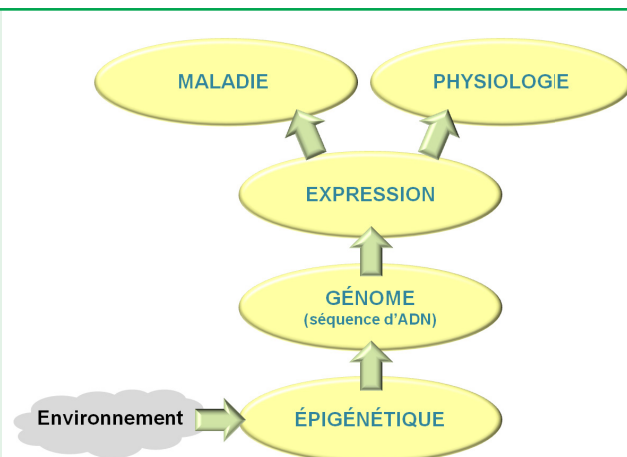 MALADIE
PHYSIOLOGIE
EXPRESSION
GÉNOME
(séquence d'ADN)
Environnement
ÉPIGÉNÉTIQUE